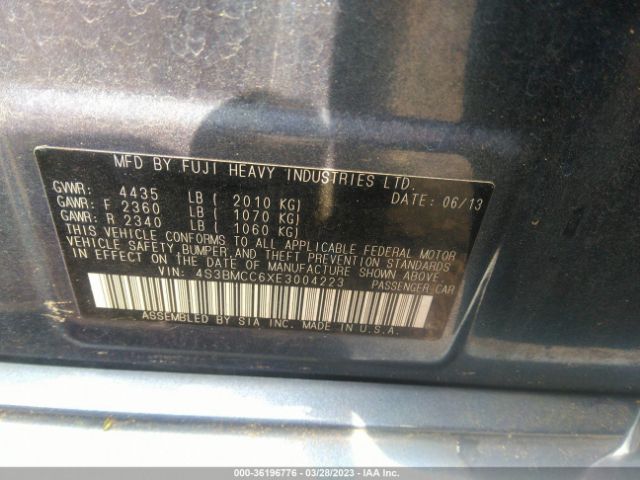 MFD BY FUJI HEAVY INDUSTRIES LTD.
GVWR: 4435 LB ( 2010 KG) DATE: 06/13
GAWR: F 2360 LB ( 1070 KG)
GAWR: R 2340 LB ( 1060 KG)
THIS VEHICLE CONFORMS TO ALL APPLICABLE FEDERAL MOTOR
VEHICLE SAFETY, BUMPER, AND THEFT PREVENTION STANDARDS
IN EFFECT ON THE DATE OF MANUFACTURE SHOWN ABOVE.
VIN: 4S3BMCC6XE3004223 PASSENGER CAR
ASSEMBLED BY SIA INC. MADE IN U.S.A.
000-36196776 - 03/28/2023 - IAAI.COM